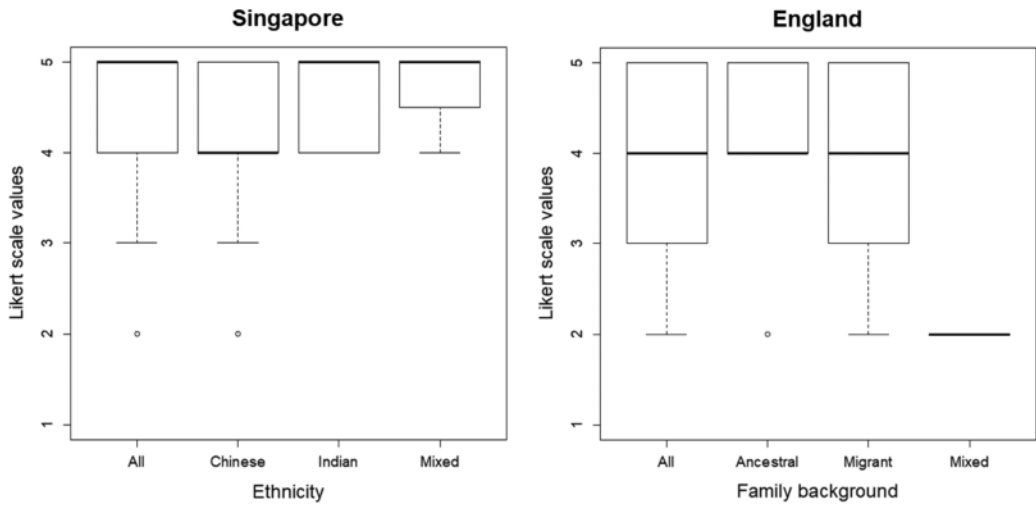 Singapore
Likert scale values
5
4
3
2
1
All Chinese Indian Mixed
Ethnicity
England
Likert scale values
5
4
3
2
1
All Ancestral Migrant Mixed
Family background